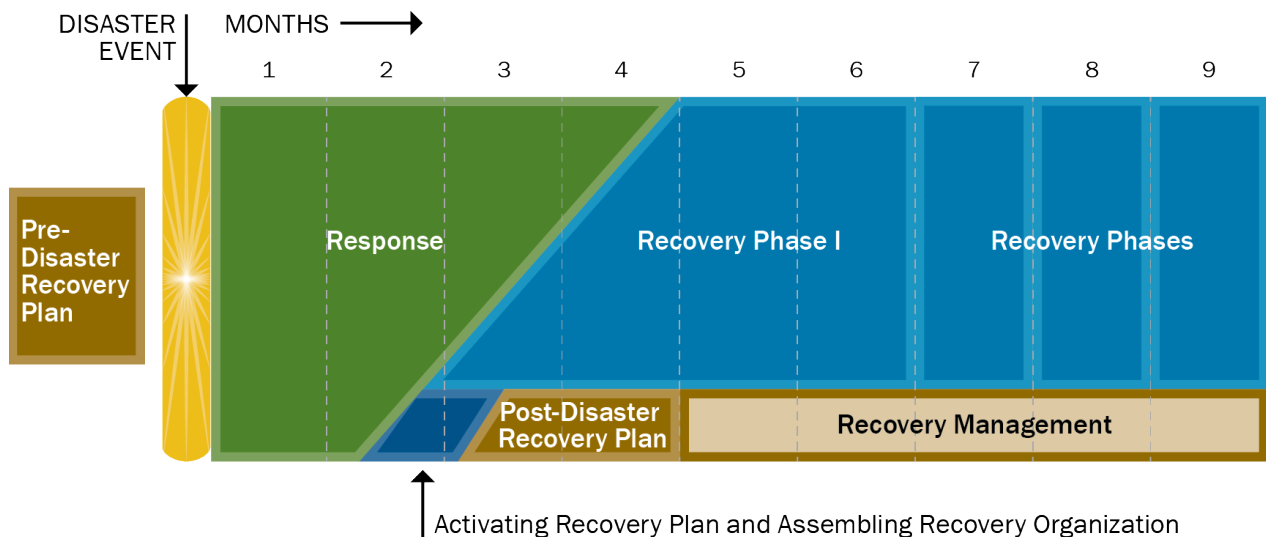 DISASTER
EVENT
MONTHS
1 2 3 4 5 6 7 8 9
Pre-
Disaster
Recovery
Plan
Response
Recovery Phase I
Recovery Phases
Post-Disaster
Recovery Plan
Recovery Management
Activating Recovery Plan and Assembling Recovery Organization